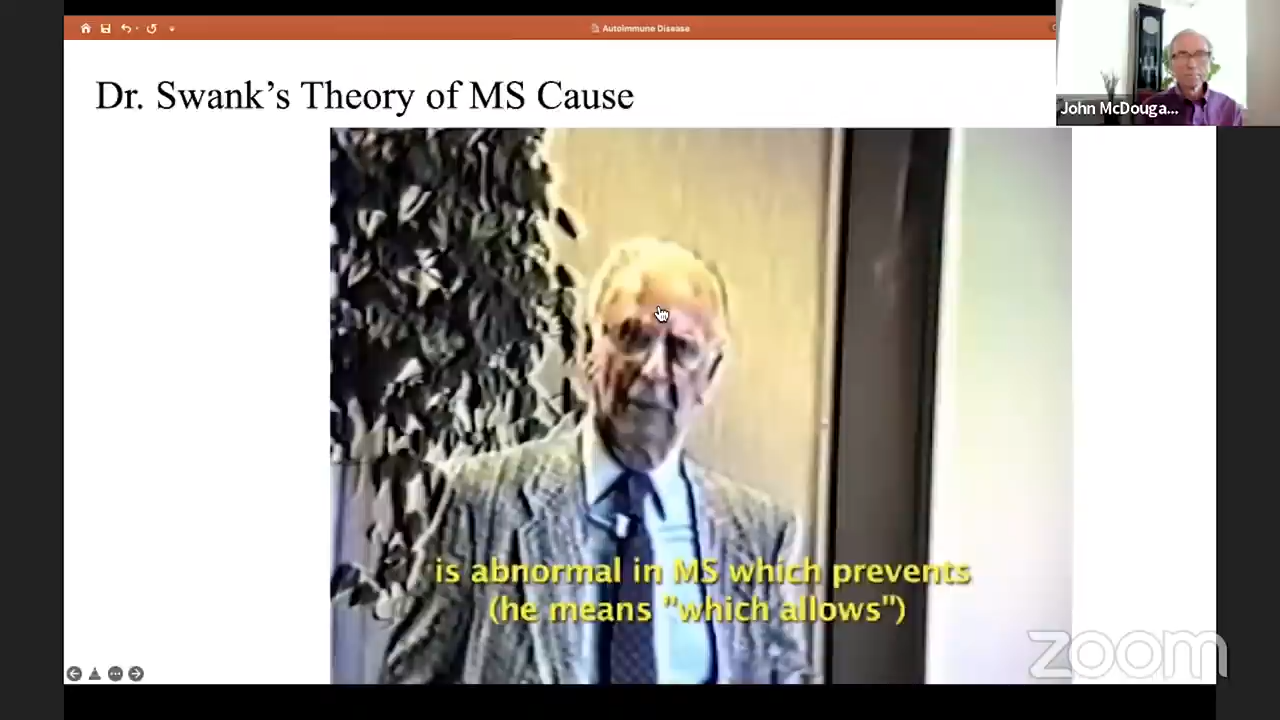 AutoImmune Disease
Dr. Swank's Theory of MS Cause
John McDouga...
is abnormal in MS which prevents
(he means "which allows")
zoom